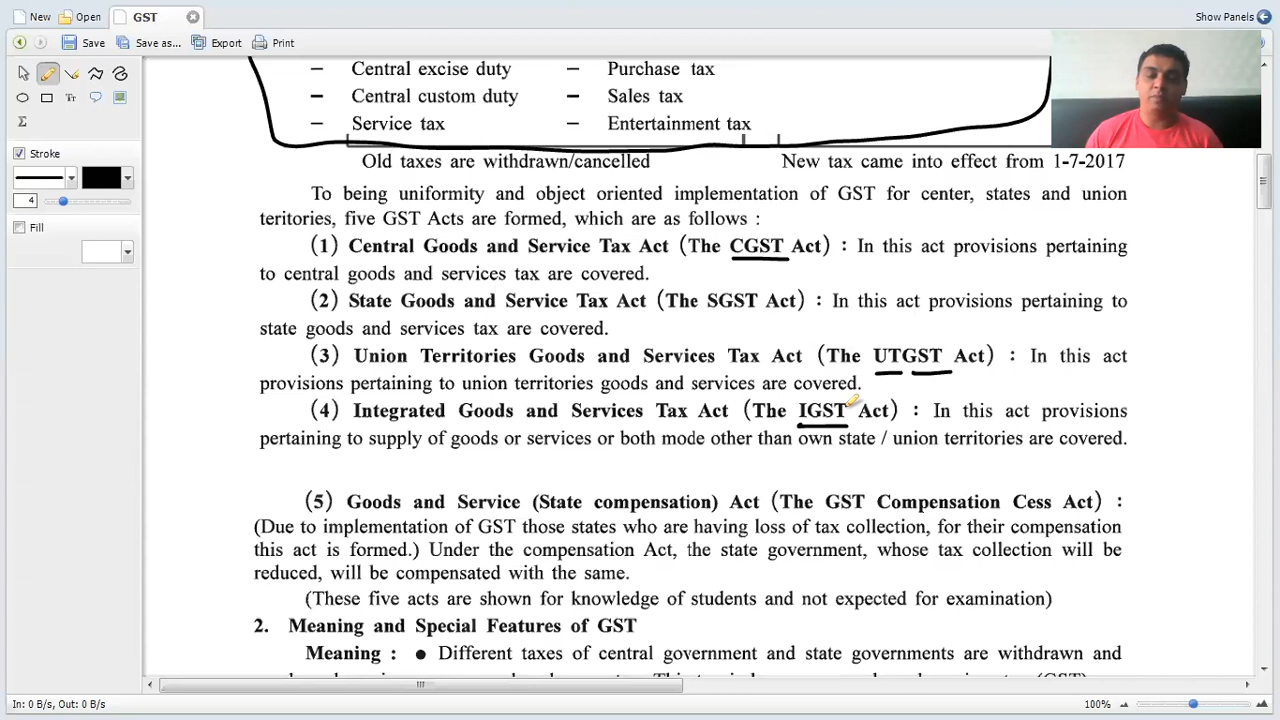 New Open GST Show Panels
Save Save as... Export Print
– Central excise duty – Purchase tax
– Central custom duty – Sales tax
– Service tax – Entertainment tax
Old taxes are withdrawn/cancelled New tax came into effect from 1-7-2017
To being uniformity and object oriented implementation of GST for center, states and union
teritories, five GST Acts are formed, which are as follows :
(1) Central Goods and Service Tax Act (The CGST Act) : In this act provisions pertaining
to central goods and services tax are covered.
(2) State Goods and Service Tax Act (The SGST Act) : In this act provisions pertaining to
state goods and services tax are covered.
(3) Union Territories Goods and Services Tax Act (The UTGST Act) : In this act
provisions pertaining to union territories goods and services are covered.
(4) Integrated Goods and Services Tax Act (The IGST Act) : In this act provisions
pertaining to supply of goods or services or both mode other than own state / union territories are covered.
(5) Goods and Service (State compensation) Act (The GST Compensation Cess Act) :
(Due to implementation of GST those states who are having loss of tax collection, for their compensation
this act is formed.) Under the compensation Act, the state government, whose tax collection will be
reduced, will be compensated with the same.
(These five acts are shown for knowledge of students and not expected for examination)
2. Meaning and Special Features of GST
Meaning : ● Different taxes of central government and state governments are withdrawn and
Stroke
4
Fill
In: 0 B/s, Out: 0 B/s 100%